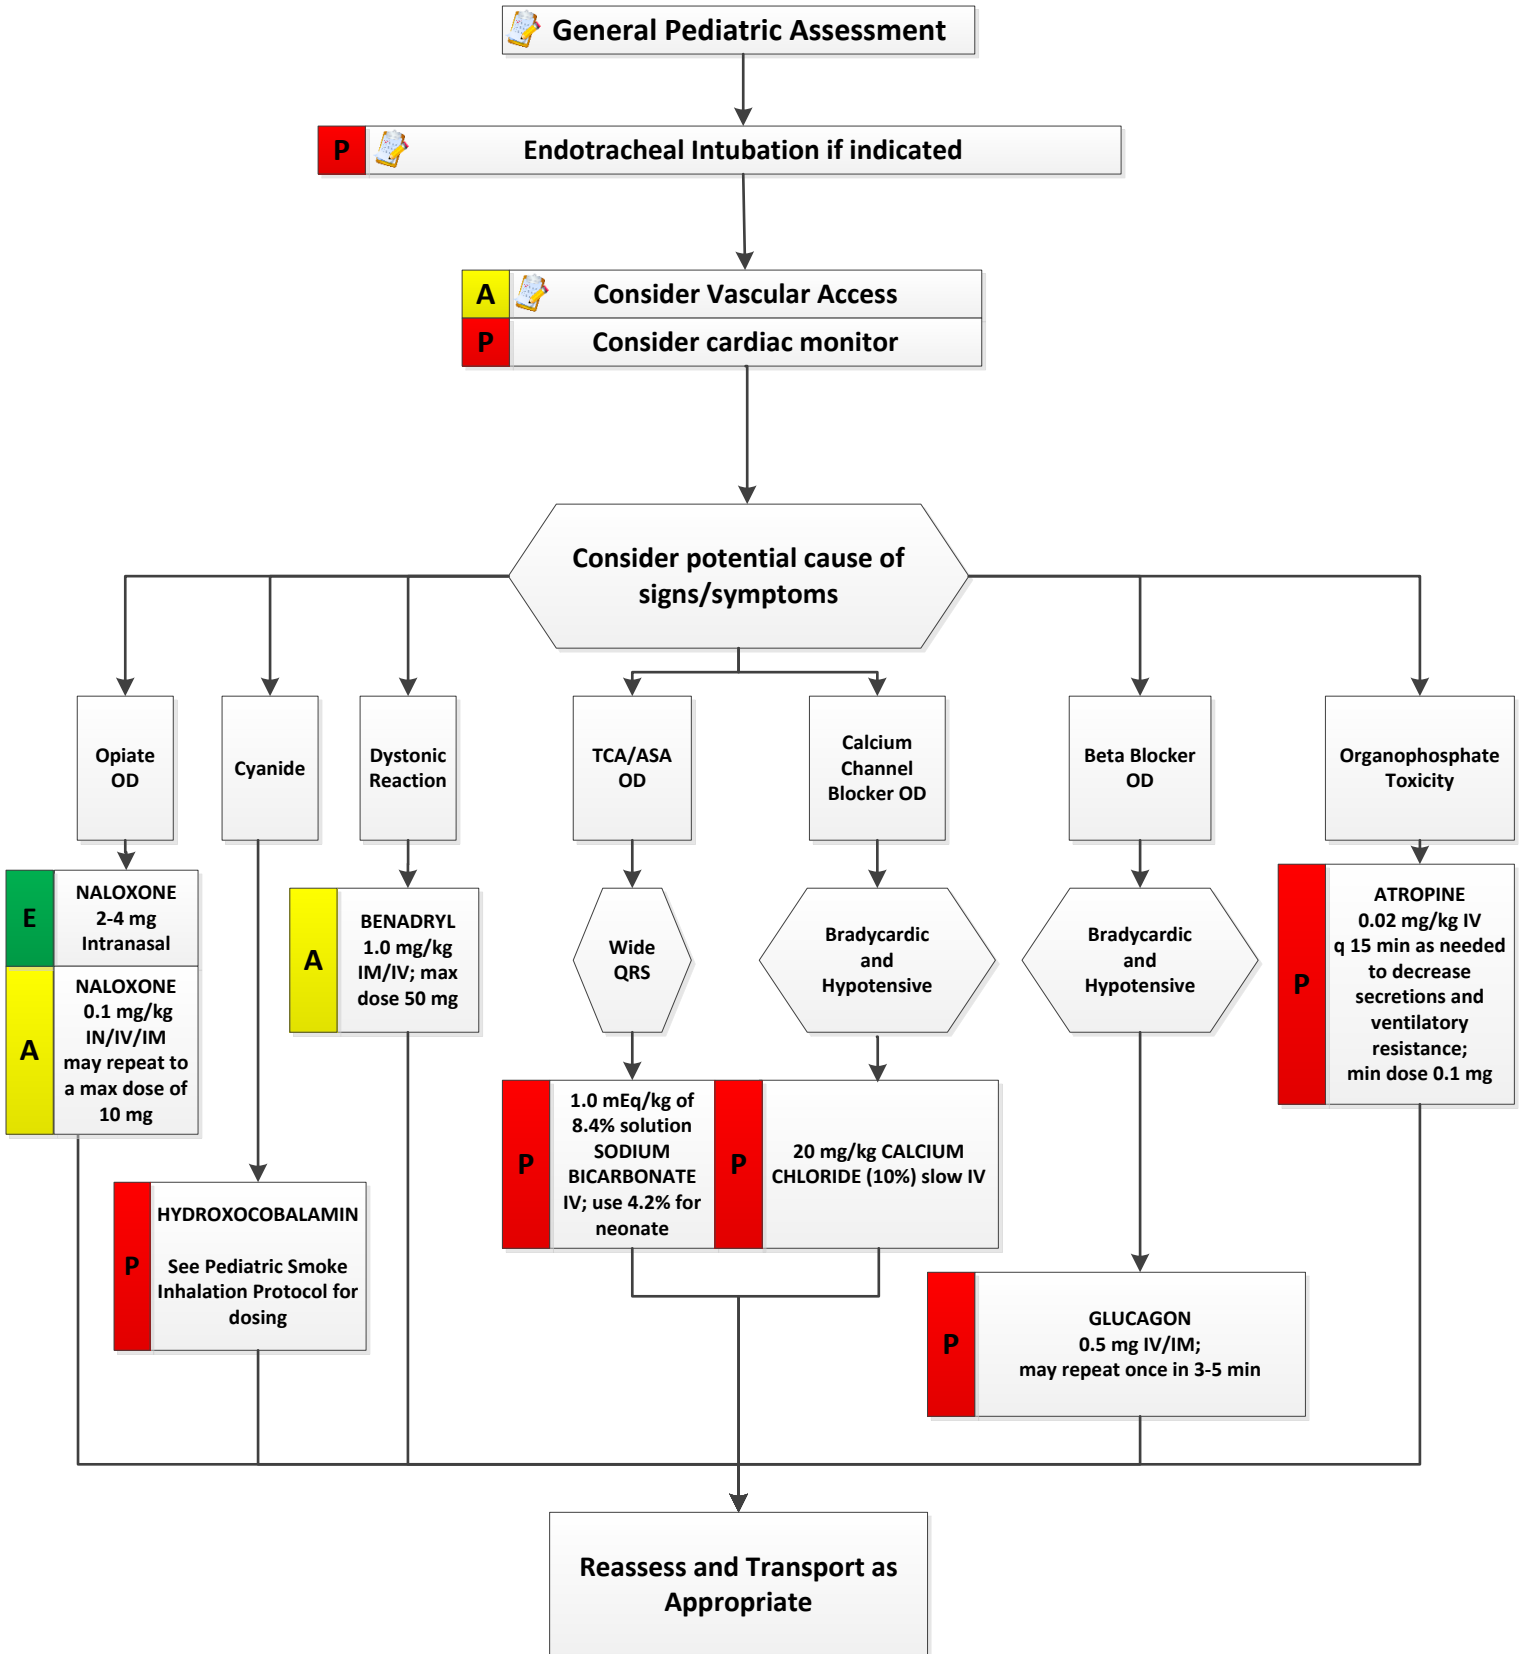 General Pediatric Assessment
P
Endotracheal Intubation if indicated
A
Consider Vascular Access
P
Consider cardiac monitor
Consider potential cause of
signs/symptoms
Opiate
OD
Cyanide
Dystonic
Reaction
TCA/ASA
OD
Calcium
Channel
Blocker OD
Beta Blocker
OD
Organophosphate
Toxicity
E
NALOXONE
2-4 mg
Intranasal
A
NALOXONE
0.1 mg/kg
IN/IV/IM
may repeat to
a max dose of
10 mg
P
HYDROXOCOBALAMIN
See Pediatric Smoke
Inhalation Protocol for
dosing
A
BENADRYL
1.0 mg/kg
IM/IV; max
dose 50 mg
Wide
QRS
P
1.0 mEq/kg of
8.4% solution
SODIUM
BICARBONATE
IV; use 4.2% for
neonate
Bradycardic
and
Hypotensive
P
20 mg/kg CALCIUM
CHLORIDE (10%) slow IV
Bradycardic
and
Hypotensive
P
GLUCAGON
0.5 mg IV/IM;
may repeat once in 3-5 min
P
ATROPINE
0.02 mg/kg IV
q 15 min as needed
to decrease
secretions and
ventilatory
resistance;
min dose 0.1 mg
Reassess and Transport as
Appropriate